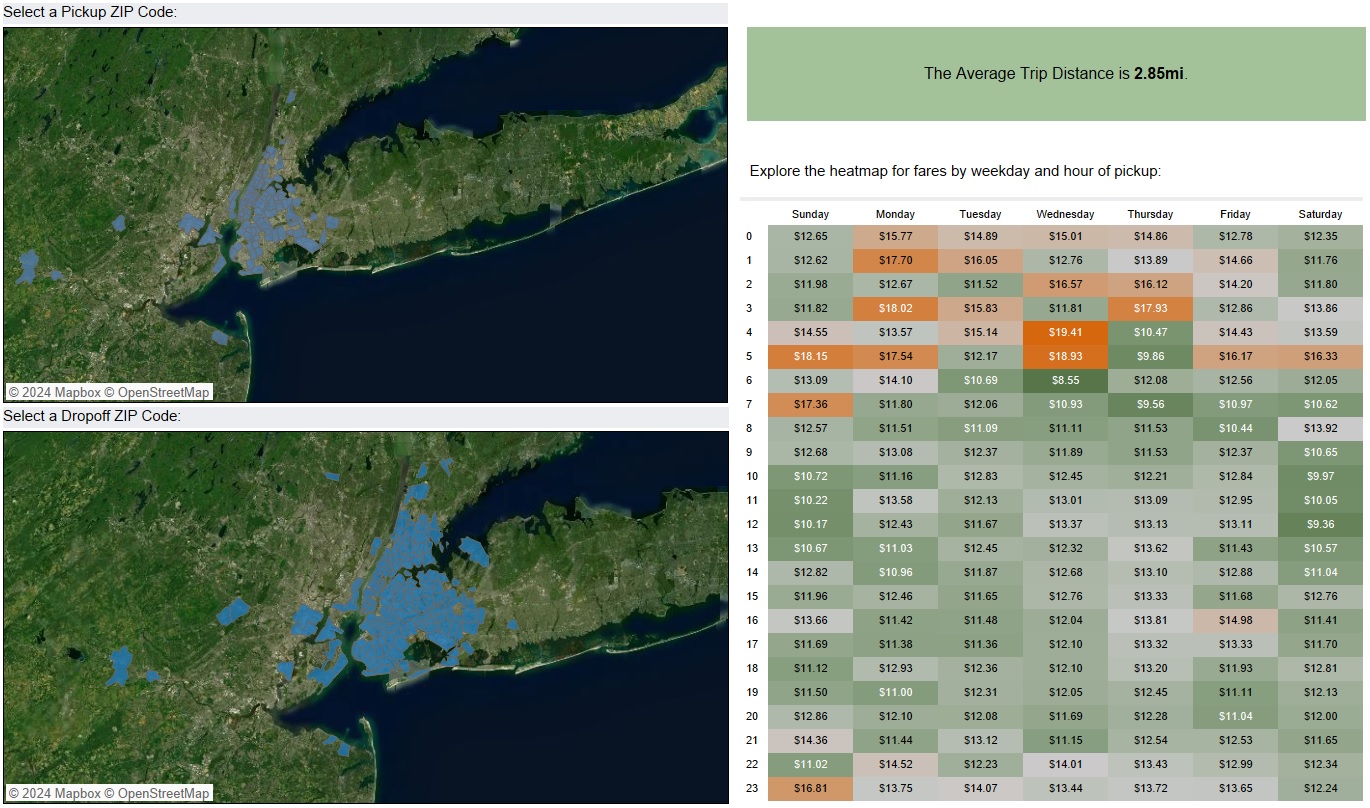 Select a Pickup ZIP Code:
© 2024 Mapbox © OpenStreetMap
Select a Dropoff ZIP Code:
© 2024 Mapbox © OpenStreetMap
The Average Trip Distance is 2.85mi.
Explore the heatmap for fares by weekday and hour of pickup:
Sunday Monday Tuesday Wednesday Thursday Friday Saturday
0 $12.65 $15.77 $14.89 $15.01 $14.86 $12.78 $12.35
1 $12.62 $17.70 $16.05 $12.76 $13.89 $14.66 $11.76
2 $11.98 $12.67 $11.52 $16.57 $16.12 $14.20 $11.80
3 $11.82 $18.02 $15.83 $11.81 $17.93 $12.86 $13.86
4 $14.55 $13.57 $15.14 $19.41 $10.47 $14.43 $13.59
5 $18.15 $17.54 $12.17 $18.93 $9.86 $16.17 $16.33
6 $13.09 $14.10 $10.69 $8.55 $12.08 $12.56 $12.05
7 $17.36 $11.80 $12.06 $10.93 $9.56 $10.97 $10.62
8 $12.57 $11.51 $11.09 $11.11 $11.53 $10.44 $13.92
9 $12.68 $13.08 $12.37 $11.89 $11.53 $12.37 $10.65
10 $10.72 $11.16 $12.83 $12.45 $12.21 $12.84 $9.97
11 $10.22 $13.58 $12.13 $13.01 $13.09 $12.95 $10.05
12 $10.17 $12.43 $11.67 $13.37 $13.13 $13.11 $9.36
13 $10.67 $11.03 $12.45 $12.32 $13.62 $11.43 $10.57
14 $12.82 $10.96 $11.87 $12.68 $13.10 $12.88 $11.04
15 $11.96 $12.46 $11.65 $12.76 $13.33 $11.68 $12.76
16 $13.66 $11.42 $11.48 $12.04 $13.81 $14.98 $11.41
17 $11.69 $11.38 $11.36 $12.10 $13.32 $13.33 $11.70
18 $11.12 $12.93 $12.36 $12.10 $13.20 $11.93 $12.81
19 $11.50 $11.00 $12.31 $12.05 $12.45 $11.11 $12.13
20 $12.86 $12.10 $12.08 $11.69 $12.28 $11.04 $12.00
21 $14.36 $11.44 $13.12 $11.15 $12.54 $12.53 $11.65
22 $11.02 $14.52 $12.23 $14.01 $13.43 $12.99 $12.34
23 $16.81 $13.75 $14.07 $13.44 $13.72 $13.65 $12.24